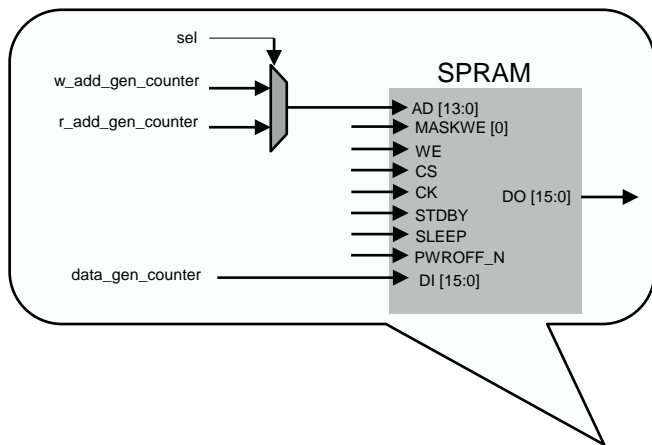 sel
w_add_gen_counter
r_add_gen_counter
SPRAM
AD [13:0]
MASKWE [0]
WE
CS
CK
DO [15:0]
STDBY
SLEEP
PWROFF_N
data_gen_counter
DI [15:0]